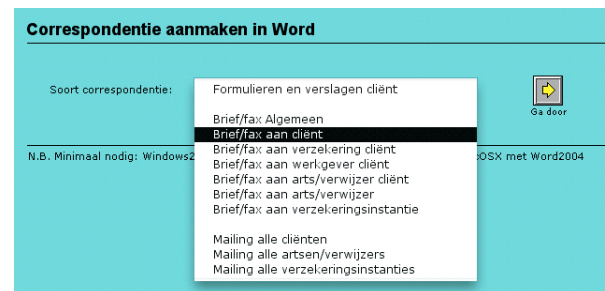 Correspondentie aanmaken in Word
Soort correspondentie:
Formulieren en verslagen cliënt
Brief/fax Algemeen
Brief/fax aan cliënt
Brief/fax aan verzekering cliënt
Brief/fax aan werkgever cliënt
Brief/fax aan arts/verwijzer cliënt
Brief/fax aan arts/verwijzer
Brief/fax aan verzekeringsinstantie
Mailing alle cliënten
Mailing alle artsen/verwijzers
Mailing alle verzekeringsinstanties
Ga door
N.B. Minimaal nodig: Windows2 OSX met Word2004